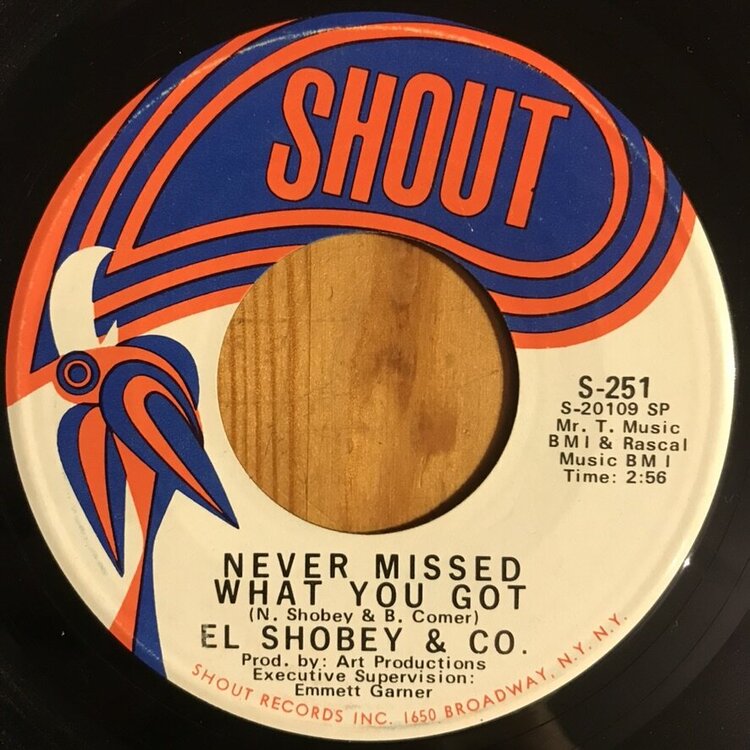 SHOUT
S-251
S-20109 SP
Mr. T. Music
BMI & Rascal
Music BMI
Time: 2:56
NEVER MISSED
WHAT YOU GOT
(N. Shobey & B. Comer)
EL SHOBEY & CO.
Prod. by: Art Productions
Executive Supervision:
Emmett Garner
SHOUT RECORDS INC. 1650 BROADWAY, N.Y. N.Y.